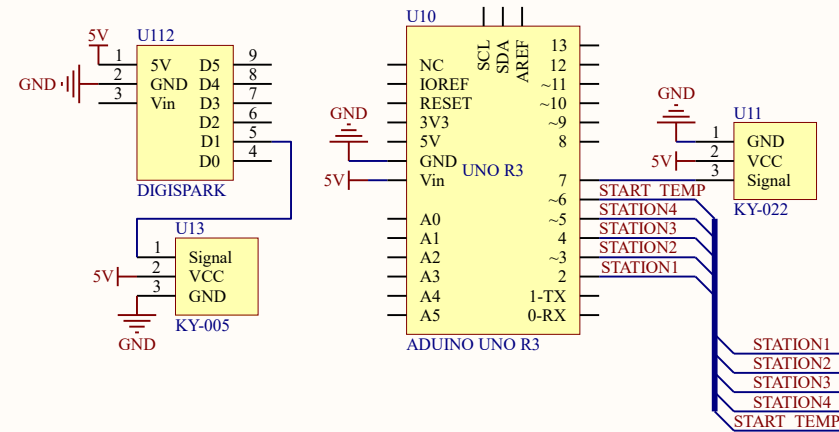 U112
5V
1 5V D5 9
GND 2 GND D4 8
3 Vin D3 7
D2 6
D1 5
D0 4
DIGISPARK
U13
1 Signal
5V 2 VCC
3 GND
GND
KY-005
U10
SCL SDA AREF
13
NC 12
IOREF ~11
RESET ~10
3V3 ~9
5V 8
GND
GND
UNO R3
5V Vin 7
~6 START_TEMP
A0 ~5 STATION4
A1 4 STATION3
A2 ~3 STATION2
A3 2 STATION1
A4 1-TX
A5 0-RX
ADUINO UNO R3
GND
U11
1 GND
5V 2 VCC
3 Signal
KY-022
STATION1
STATION2
STATION3
STATION4
START_TEMP